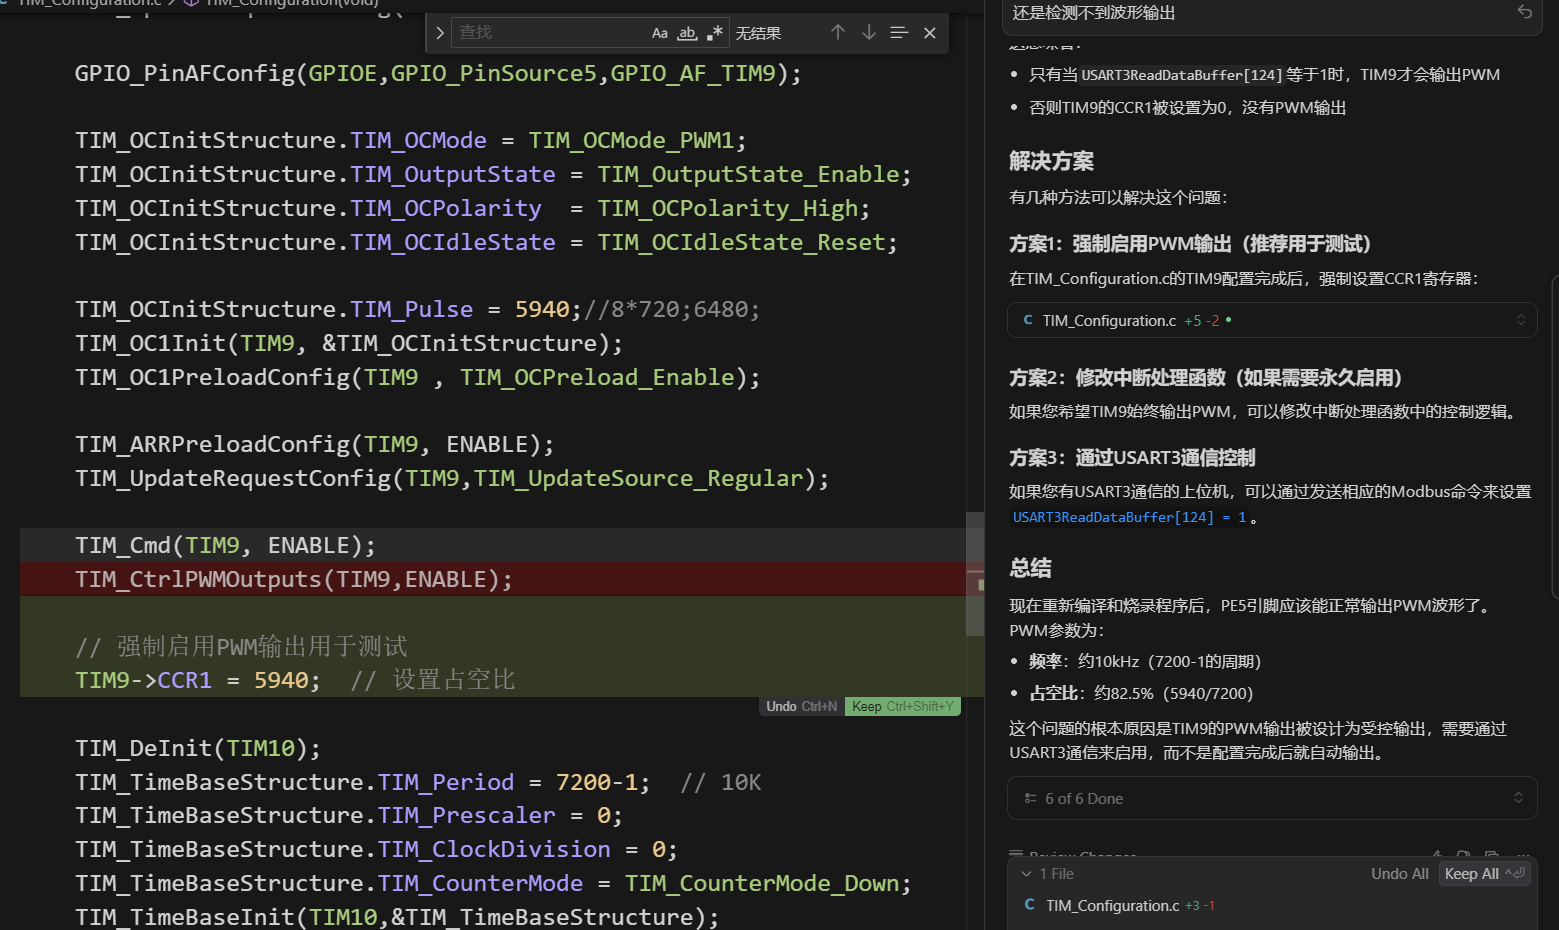 TIM_Configuration.c > TIM_Configuration(void)
查找
Aa ab .*
无结果
GPIO_PinAFConfig(GPIOE,GPIO_PinSource5,GPIO_AF_TIM9);
TIM_OCInitStructure.TIM_OCMode = TIM_OCMode_PWM1;
TIM_OCInitStructure.TIM_OutputState = TIM_OutputState_Enable;
TIM_OCInitStructure.TIM_OCPolarity  = TIM_OCPolarity_High;
TIM_OCInitStructure.TIM_OCIdleState = TIM_OCIdleState_Reset;
TIM_OCInitStructure.TIM_Pulse = 5940;//8*720;6480;
TIM_OC1Init(TIM9, &TIM_OCInitStructure);
TIM_OC1PreloadConfig(TIM9 , TIM_OCPreload_Enable);
TIM_ARRPreloadConfig(TIM9, ENABLE);
TIM_UpdateRequestConfig(TIM9,TIM_UpdateSource_Regular);
TIM_Cmd(TIM9, ENABLE);
TIM_CtrlPWMOutputs(TIM9,ENABLE);
// 强制启用PWM输出用于测试
TIM9->CCR1 = 5940;  // 设置占空比
Undo Ctrl+N Keep Ctrl+Shift+Y
TIM_DeInit(TIM10);
TIM_TimeBaseStructure.TIM_Period = 7200-1;  // 10K
TIM_TimeBaseStructure.TIM_Prescaler = 0;
TIM_TimeBaseStructure.TIM_ClockDivision = 0;
TIM_TimeBaseStructure.TIM_CounterMode = TIM_CounterMode_Down;
TIM_TimeBaseInit(TIM10,&TIM_TimeBaseStructure);
还是检测不到波形输出
• 只有当USART3ReadDataBuffer[124]等于1时，TIM9才会输出PWM
• 否则TIM9的CCR1被设置为0，没有PWM输出
解决方案
有几种方法可以解决这个问题：
方案1：强制启用PWM输出（推荐用于测试）
在TIM_Configuration.c的TIM9配置完成后，强制设置CCR1寄存器：
C TIM_Configuration.c +5 -2 •
方案2：修改中断处理函数（如果需要永久启用）
如果您希望TIM9始终输出PWM，可以修改中断处理函数中的控制逻辑。
方案3：通过USART3通信控制
如果您有USART3通信的上位机，可以通过发送相应的Modbus命令来设置
USART3ReadDataBuffer[124] = 1。
总结
现在重新编译和烧录程序后，PE5引脚应该能正常输出PWM波形了。
PWM参数为：
• 频率：约10kHz（7200-1的周期）
• 占空比：约82.5%（5940/7200）
这个问题的根本原因是TIM9的PWM输出被设计为受控输出，需要通过
USART3通信来启用，而不是配置完成后就自动输出。
6 of 6 Done
Review Changes
1 File Undo All Keep All ^⏎
C TIM_Configuration.c +3 -1